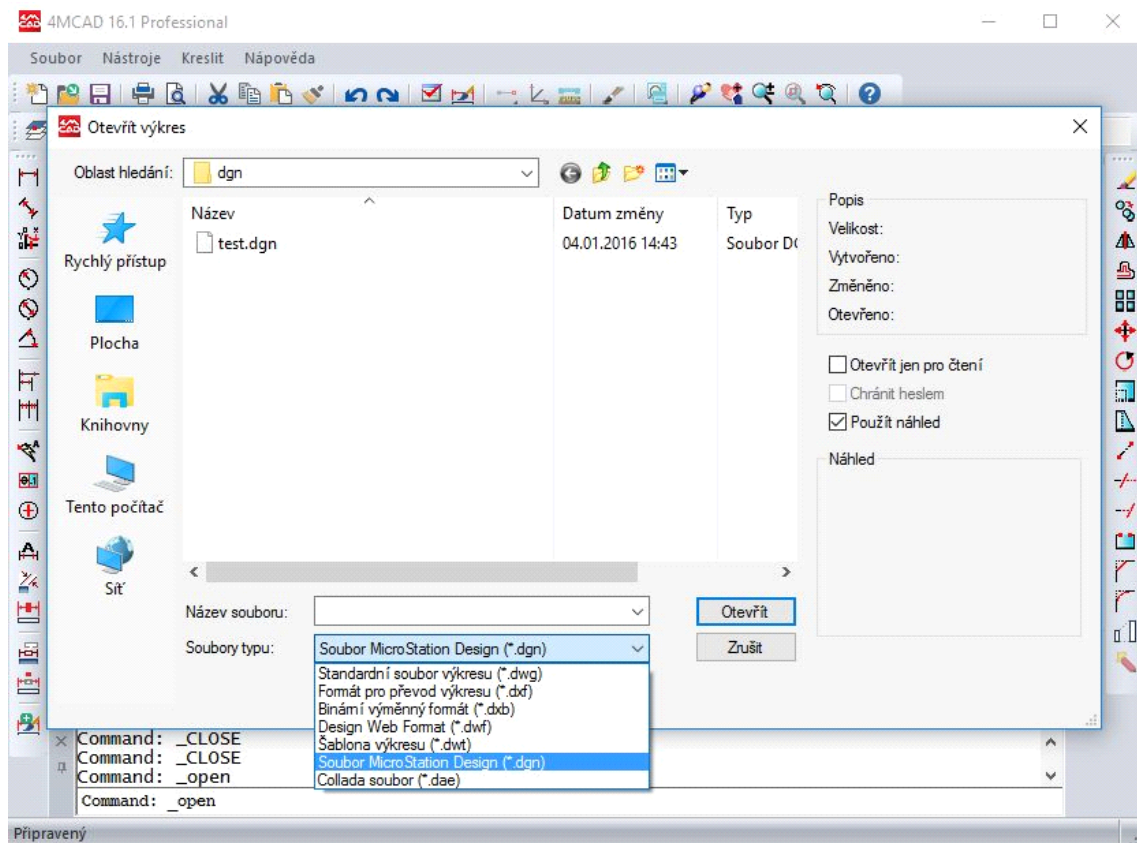 4MCAD 16.1 Professional
Soubor Nástroje Kreslit Nápověda
4M CAD Otevřít výkres
Oblast hledání: dgn
Název Datum změny Typ Popis
test.dgn 04.01.2016 14:43 Soubor Velikost:
Rychlý přístup Vytvořeno:
Změněno:
Otevřeno:
Plocha
Otevřít jen pro čtení
Chránit heslem
Knihovny Použít náhled
Náhled
Tento počítač
Síť
Název souboru: Otevřít
Soubory typu: Soubor MicroStation Design (*.dgn) Zrušit
Standardní soubor výkresu (*.dwg)
Formát pro převod výkresu (*.dxf)
Binární výměnný formát (*.dxb)
Design Web Format (*.dwf)
Šablona výkresu (*.dwt)
Soubor MicroStation Design (*.dgn)
Collada soubor (*.dae)
Command: _CLOSE
Command: _CLOSE
Command: _open
Command: _open
Připravený